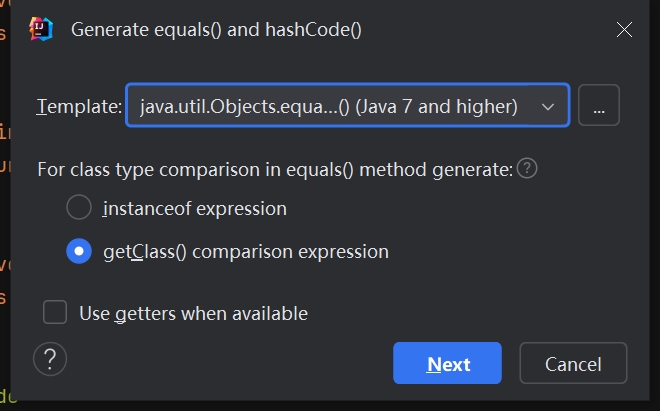 Generate equals() and hashCode()
Template: java.util.Objects.equa...() (Java 7 and higher) ...
For class type comparison in equals() method generate: ?
instanceof expression
getClass() comparison expression
Use getters when available
? Next Cancel